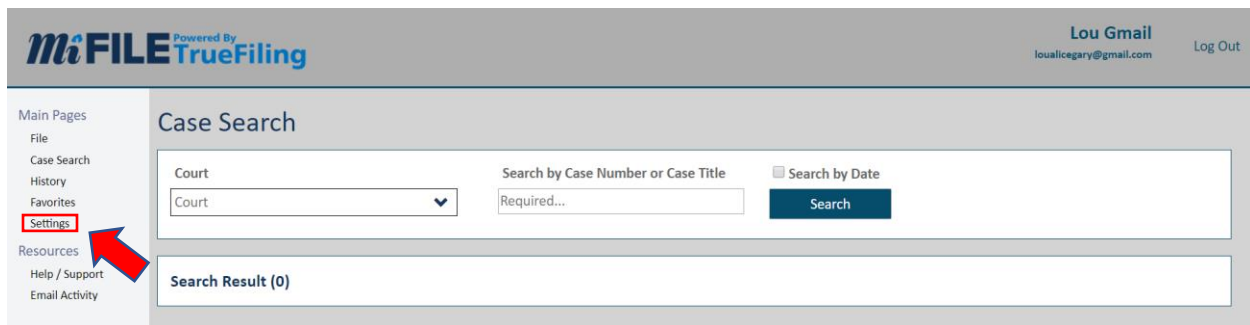 MiFILE Powered By TrueFiling
Lou Gmail
loualicegary@gmail.com
Log Out
Main Pages
File
Case Search
History
Favorites
Settings
Resources
Help / Support
Email Activity
Case Search
Court
Court
Search by Case Number or Case Title
Required...
Search by Date
Search
Search Result (0)